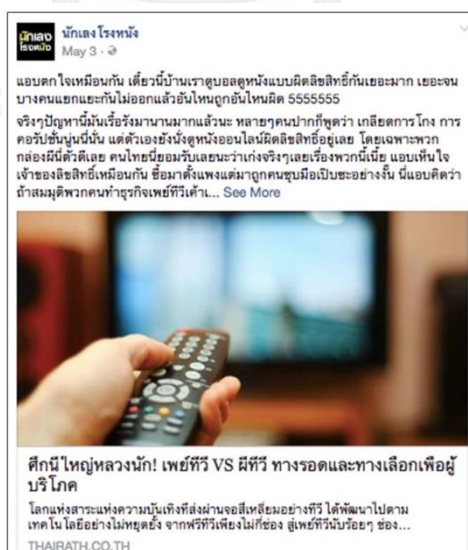 นักเลง
โรงหนัง
นักเลงโรงหนัง
May 3 ·
แอบตกใจเหมือนกัน เดี๋ยวนี้บ้านเราดูบอลดูหนังแบบผิดลิขสิทธิ์กันเยอะมาก เยอะจน
บางคนแยกแยะกันไม่ออกแล้วอันไหนถูกอันไหนผิด 5555555
จริงๆปัญหานี้มันเรื้อรังมานานมากแล้วนะ หลายๆคนปากก็พูดว่า เกลียดการโกง การ
คอรัปชั่นนู่นนี่นั่น แต่ตัวเองยังนั่งดูหนังออนไลน์ผิดลิขสิทธิ์อยู่เลย โดยเฉพาะพวก
กล่องผีนี่ตัวดีเลย คนไทยนี่ยอมรับเลยนะว่าเก่งจริงๆเลยเรื่องพวกนี้เนี่ย แอบเห็นใจ
เจ้าของลิขสิทธิ์เหมือนกัน ซื้อมาตั้งแพงแต่มาถูกคนชุบมือเปิบซะอย่างงั้น นี่แอบคิดว่า
ถ้าสมมุติพวกคนทำธุรกิจเพย์ทีวีเค้าเ... See More
ศึกนี้ใหญ่หลวงนัก! เพย์ทีวี VS ผีทีวี ทางรอดและทางเลือกเพื่อผู้
บริโภค
โลกแห่งสาระแห่งความบันเทิงที่ส่งผ่านจอสี่เหลี่ยมอย่างทีวี ได้พัฒนาไปตาม
เทคโนโลยีอย่างไม่หยุดยั้ง จากฟรีทีวีเพียงไม่กี่ช่อง สู่เพย์ทีวีนับร้อยๆ ช่อง...
THAIRATH.CO.TH